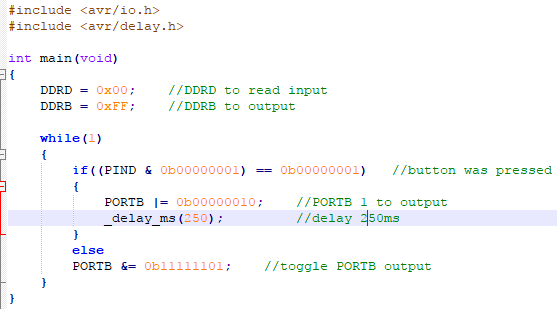 #include <avr/io.h>
#include <avr/delay.h>
int main(void)
{
DDRD = 0x00; //DDRD to read input
DDRB = 0xFF; //DDRB to output
while(1)
{
if((PIND & 0b00000001) == 0b00000001) //button was pressed
{
PORTB |= 0b00000010; //PORTB 1 to output
_delay_ms(250); //delay 250ms
}
else
PORTB &= 0b11111101; //toggle PORTB output
}
}